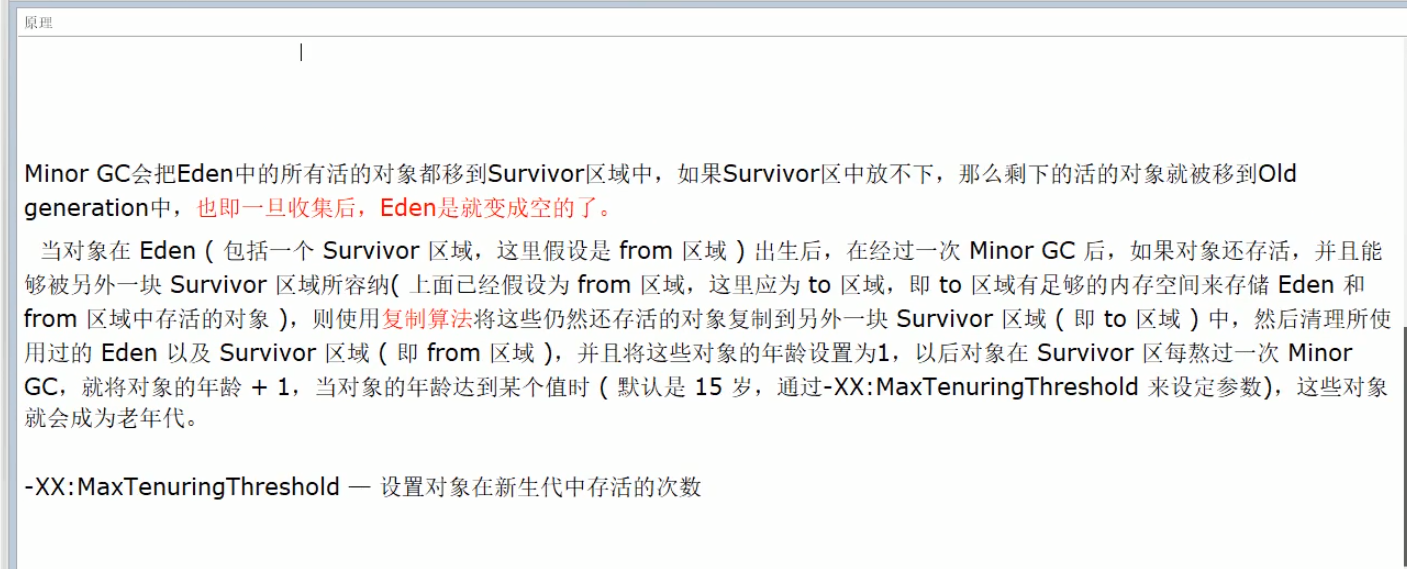 原理
Minor GC会把Eden中的所有活的对象都移到Survivor区域中，如果Survivor区中放不下，那么剩下的活的对象就被移到Old
generation中，也即一旦收集后，Eden是就变成空的了。
当对象在 Eden ( 包括一个 Survivor 区域，这里假设是 from 区域 ) 出生后，在经过一次 Minor GC 后，如果对象还存活，并且能
够被另外一块 Survivor 区域所容纳( 上面已经假设为 from 区域，这里应为 to 区域，即 to 区域有足够的内存空间来存储 Eden 和
from 区域中存活的对象 )，则使用复制算法将这些仍然还存活的对象复制到另外一块 Survivor 区域 ( 即 to 区域 ) 中，然后清理所使
用过的 Eden 以及 Survivor 区域 ( 即 from 区域 )，并且将这些对象的年龄设置为1，以后对象在 Survivor 区每熬过一次 Minor
GC，就将对象的年龄 + 1，当对象的年龄达到某个值时 ( 默认是 15 岁，通过-XX:MaxTenuringThreshold 来设定参数)，这些对象
就会成为老年代。
-XX:MaxTenuringThreshold — 设置对象在新生代中存活的次数